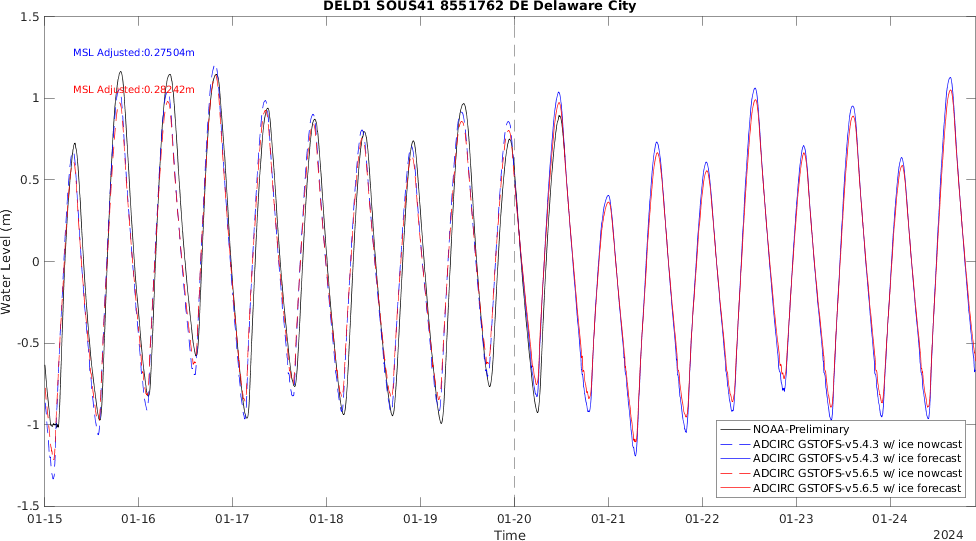 DELD1 SOUS41 8551762 DE Delaware City
1.5
MSL Adjusted:0.27504m
1
MSL Adjusted:0.28242m
0.5
Water Level (m)
0
-0.5
-1
-1.5
NOAA-Preliminary
ADCIRC GSTOFS-v5.4.3 w/ ice nowcast
ADCIRC GSTOFS-v5.4.3 w/ ice forecast
ADCIRC GSTOFS-v5.6.5 w/ ice nowcast
ADCIRC GSTOFS-v5.6.5 w/ ice forecast
01-15 01-16 01-17 01-18 01-19 01-20 01-21 01-22 01-23 01-24
Time
2024